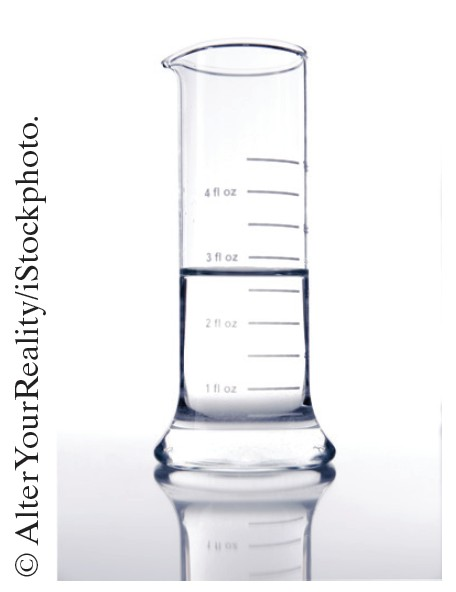 © AlterYourReality/iStockphoto.
4 fl oz
3 fl oz
2 fl oz
1 fl oz